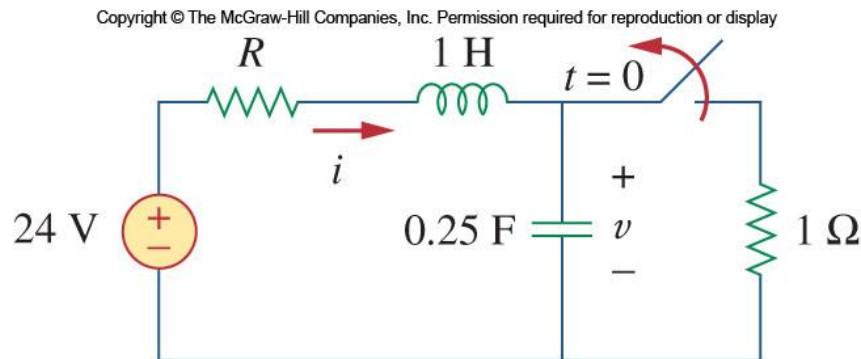 Copyright © The McGraw-Hill Companies, Inc. Permission required for reproduction or display
R
1 H
t = 0
i
+
24 V
+
−
0.25 F
v
1 Ω
−